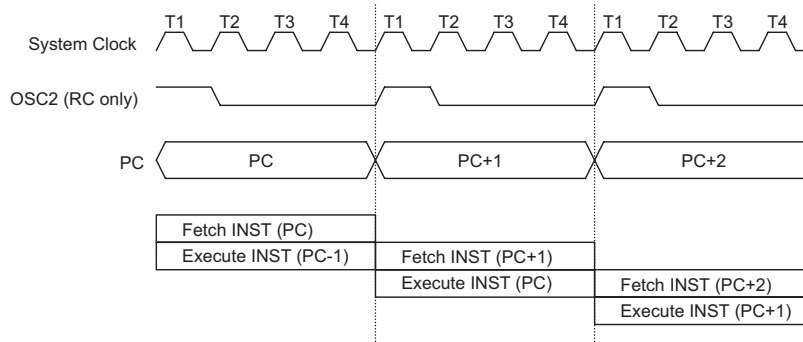 T1 T2 T3 T4 T1 T2 T3 T4 T1 T2 T3 T4
System Clock
OSC2 (RC only)
PC PC PC+1 PC+2
Fetch INST (PC)
Execute INST (PC-1) Fetch INST (PC+1)
Execute INST (PC) Fetch INST (PC+2)
Execute INST (PC+1)